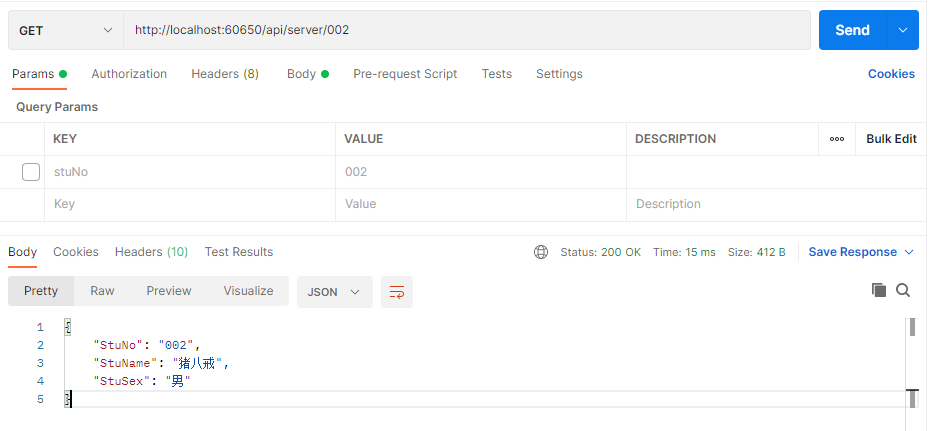 GET http://localhost:60650/api/server/002 Send
Params Authorization Headers (8) Body Pre-request Script Tests Settings Cookies
Query Params
KEY VALUE DESCRIPTION ooo Bulk Edit
stuNo 002
Key Value Description
Body Cookies Headers (10) Test Results Status: 200 OK Time: 15 ms Size: 412 B Save Response
Pretty Raw Preview Visualize JSON
1 {
2 "StuNo": "002",
3 "StuName": "猪八戒",
4 "StuSex": "男"
5 }